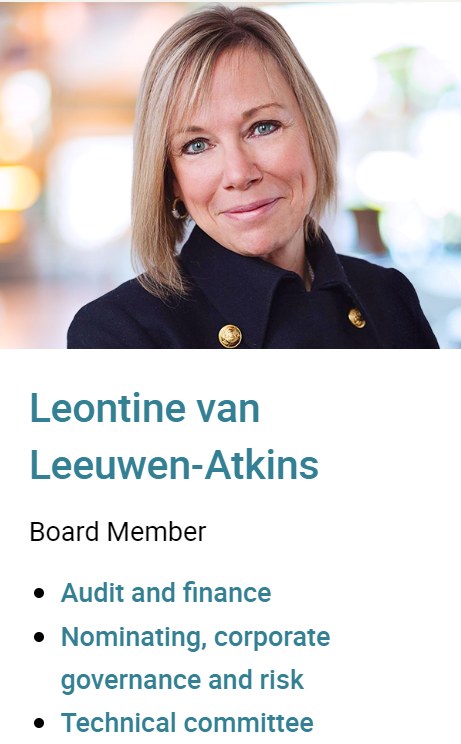 Leontine van
Leeuwen-Atkins
Board Member
Audit and finance
Nominating, corporate
governance and risk
Technical committee